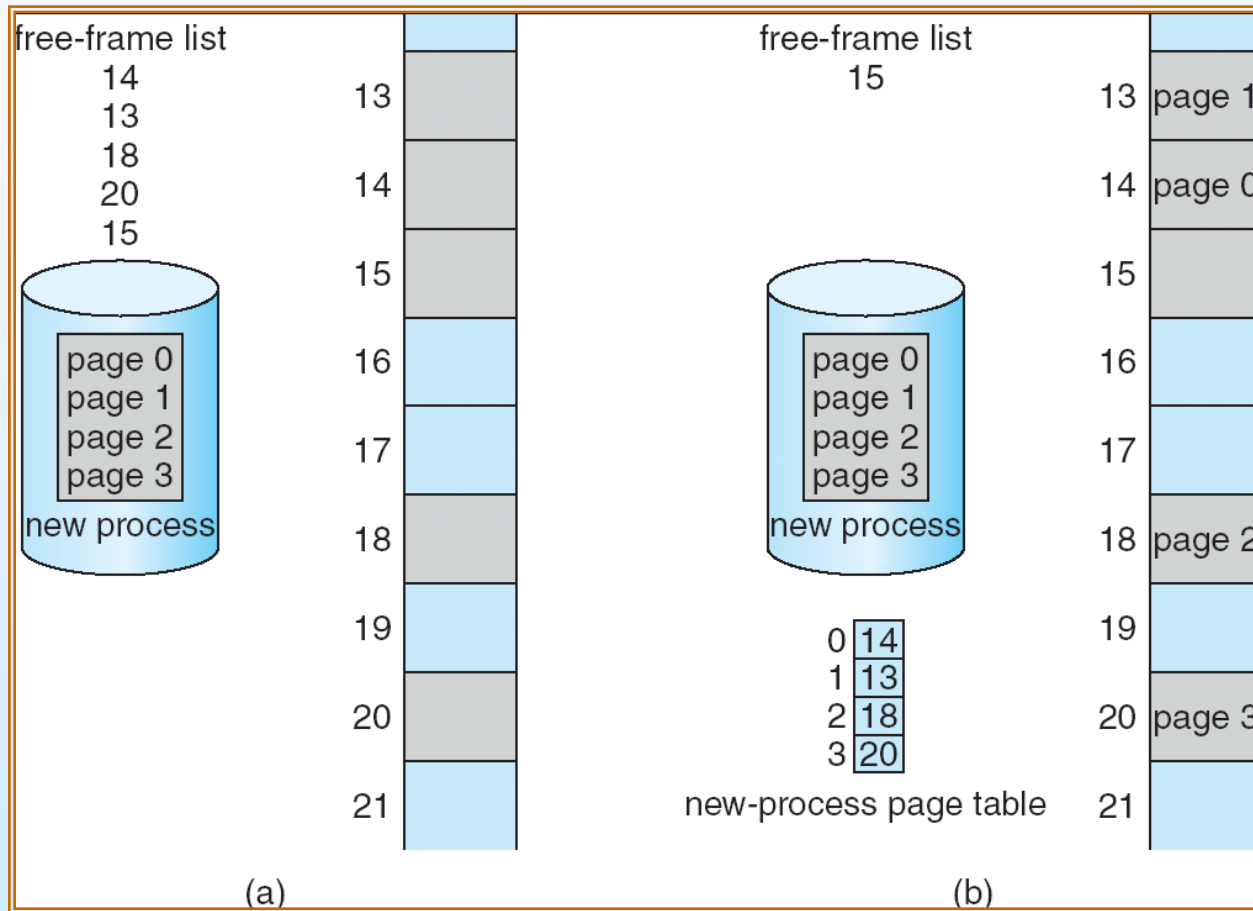 free-frame list
14
13
18
20
15
page 0
page 1
page 2
page 3
new process
13
14
15
16
17
18
19
20
21
(a)
free-frame list
15
page 0
page 1
page 2
page 3
new process
0 14
1 13
2 18
3 20
new-process page table
13 page 1
14 page 0
15
16
17
18 page 2
19
20 page 3
21
(b)